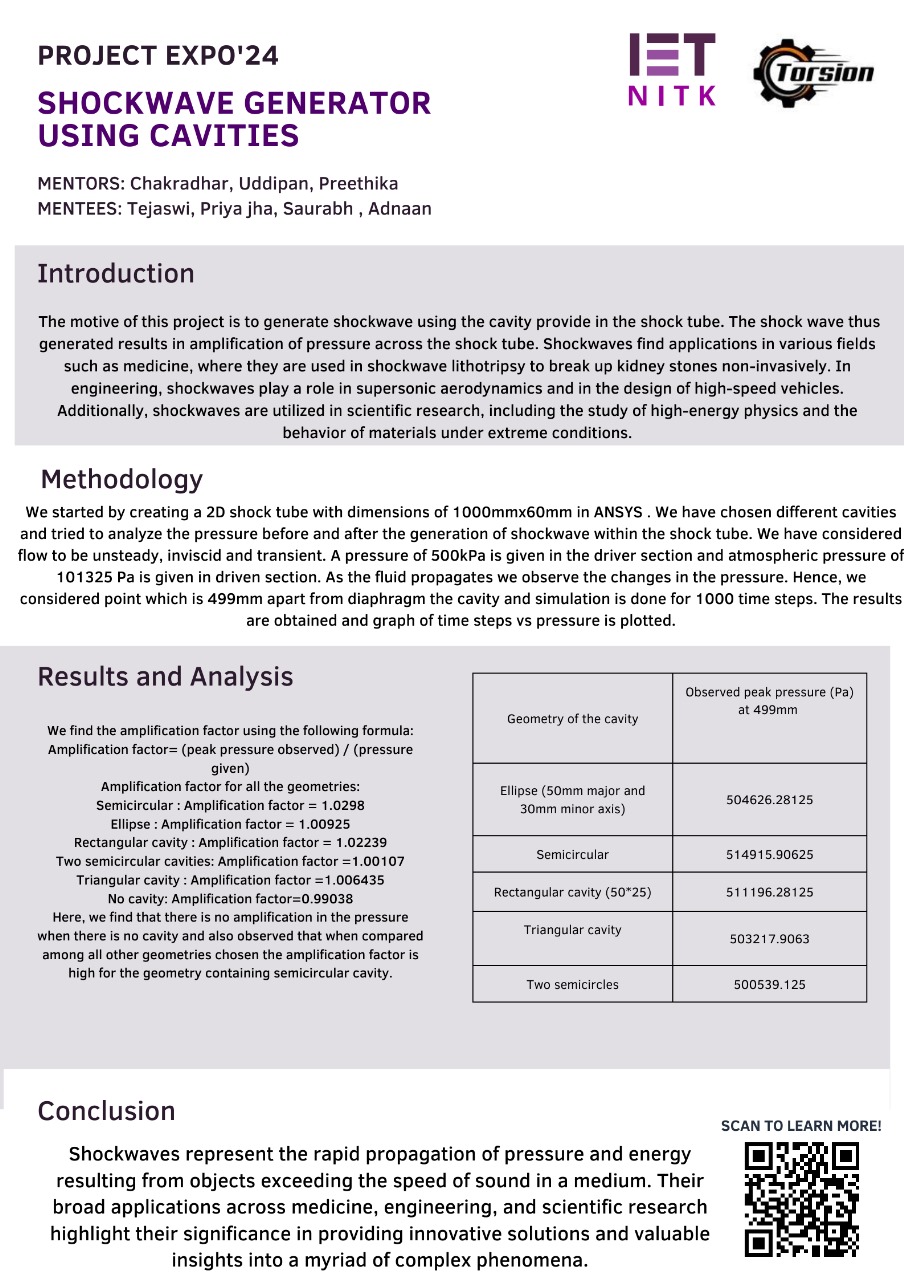 PROJECT EXPO'24
IET
NITK
Torsion
SHOCKWAVE GENERATOR
USING CAVITIES
MENTORS: Chakradhar, Uddipan, Preethika
MENTEES: Tejaswi, Priya jha, Saurabh , Adnaan
Introduction
The motive of this project is to generate shockwave using the cavity provide in the shock tube. The shock wave thus
generated results in amplification of pressure across the shock tube. Shockwaves find applications in various fields
such as medicine, where they are used in shockwave lithotripsy to break up kidney stones non-invasively. In
engineering, shockwaves play a role in supersonic aerodynamics and in the design of high-speed vehicles.
Additionally, shockwaves are utilized in scientific research, including the study of high-energy physics and the
behavior of materials under extreme conditions.
Methodology
We started by creating a 2D shock tube with dimensions of 1000mmx60mm in ANSYS . We have chosen different cavities
and tried to analyze the pressure before and after the generation of shockwave within the shock tube. We have considered
flow to be unsteady, inviscid and transient. A pressure of 500kPa is given in the driver section and atmospheric pressure of
101325 Pa is given in driven section. As the fluid propagates we observe the changes in the pressure. Hence, we
considered point which is 499mm apart from diaphragm the cavity and simulation is done for 1000 time steps. The results
are obtained and graph of time steps vs pressure is plotted.
Results and Analysis
We find the amplification factor using the following formula:
Amplification factor= (peak pressure observed) / (pressure
given)
Amplification factor for all the geometries:
Semicircular : Amplification factor = 1.0298
Ellipse : Amplification factor = 1.00925
Rectangular cavity : Amplification factor = 1.02239
Two semicircular cavities: Amplification factor =1.00107
Triangular cavity : Amplification factor =1.006435
No cavity: Amplification factor=0.99038
Here, we find that there is no amplification in the pressure
when there is no cavity and also observed that when compared
among all other geometries chosen the amplification factor is
high for the geometry containing semicircular cavity.
Geometry of the cavity
Observed peak pressure (Pa)
at 499mm
Ellipse (50mm major and
30mm minor axis)
504626.28125
Semicircular
514915.90625
Rectangular cavity (50*25)
511196.28125
Triangular cavity
503217.9063
Two semicircles
500539.125
Conclusion
Shockwaves represent the rapid propagation of pressure and energy
resulting from objects exceeding the speed of sound in a medium. Their
broad applications across medicine, engineering, and scientific research
highlight their significance in providing innovative solutions and valuable
insights into a myriad of complex phenomena.
SCAN TO LEARN MORE!